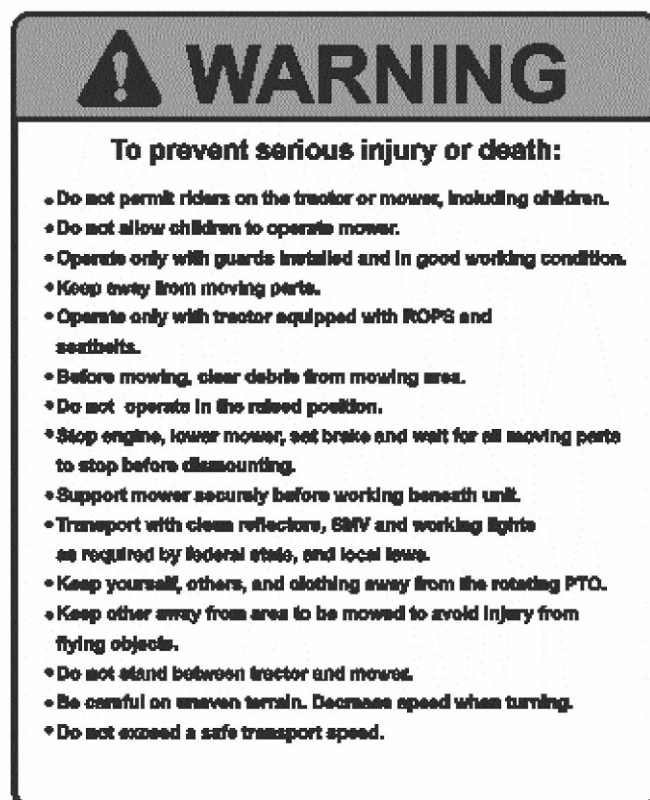 WARNING
To prevent serious injury or death:
• Do not permit riders on the tractor or mower, including children.
• Do not allow children to operate mower.
• Operate only with guards installed and in good working condition.
• Keep away from moving parts.
• Operate only with tractor equipped with ROPS and
seatbelts.
• Before mowing, clear debris from mowing area.
• Do not operate in the raised position.
• Stop engine, lower mower, set brake and wait for all moving parts
to stop before dismounting.
• Support mower securely before working beneath unit.
• Transport with clean reflectors, SMV and working lights
as required by federal state, and local laws.
• Keep yourself, others, and clothing away from the rotating PTO.
• Keep other away from area to be mowed to avoid injury from
flying objects.
• Do not stand between tractor and mower.
• Be careful on uneven terrain. Decrease speed when turning.
• Do not exceed a safe transport speed.